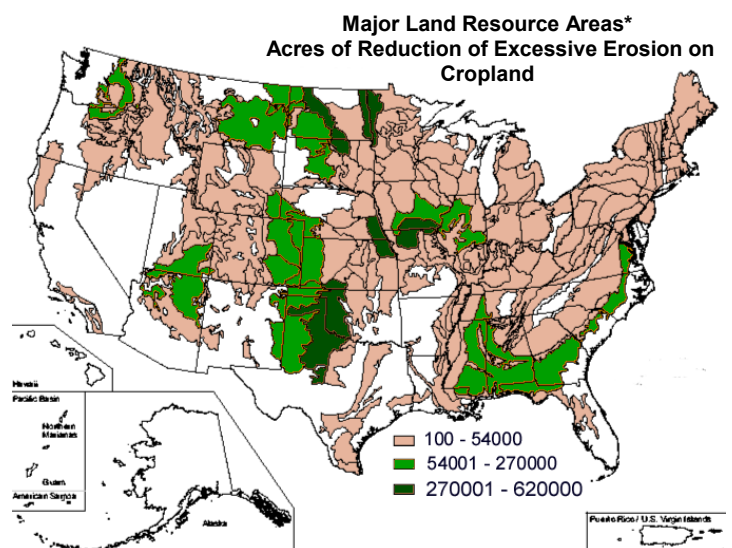 Major Land Resource Areas*
Acres of Reduction of Excessive Erosion on
Cropland
Hawaii
Pacific Basin
Northern
Marianas
Guam
American Samoa
Alaska
100 - 54000
54001 - 270000
270001 - 620000
Puerto Rico / U.S. Virgin Islands